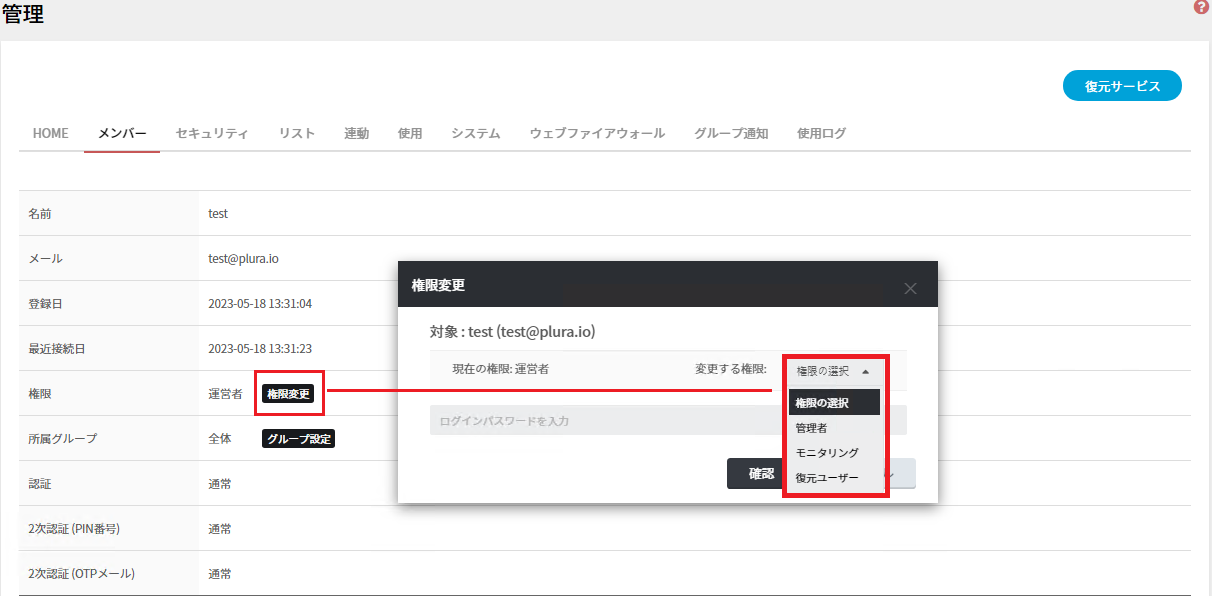 管理
?
復元サービス
HOME メンバー セキュリティ リスト 連動 使用 システム ウェブファイアウォール グループ通知 使用ログ
名前 test
メール test@plura.io
登録日 2023-05-18 13:31:04
最近接続日 2023-05-18 13:31:23
権限 運営者 権限変更
所属グループ 全体 グループ設定
認証 通常
2次認証 (PIN番号) 通常
2次認証 (OTPメール) 通常
権限変更
対象 : test (test@plura.io)
現在の権限: 運営者 変更する権限: 権限の選択
権限の選択
管理者
モニタリング
復元ユーザー
ログインパスワードを入力
確認